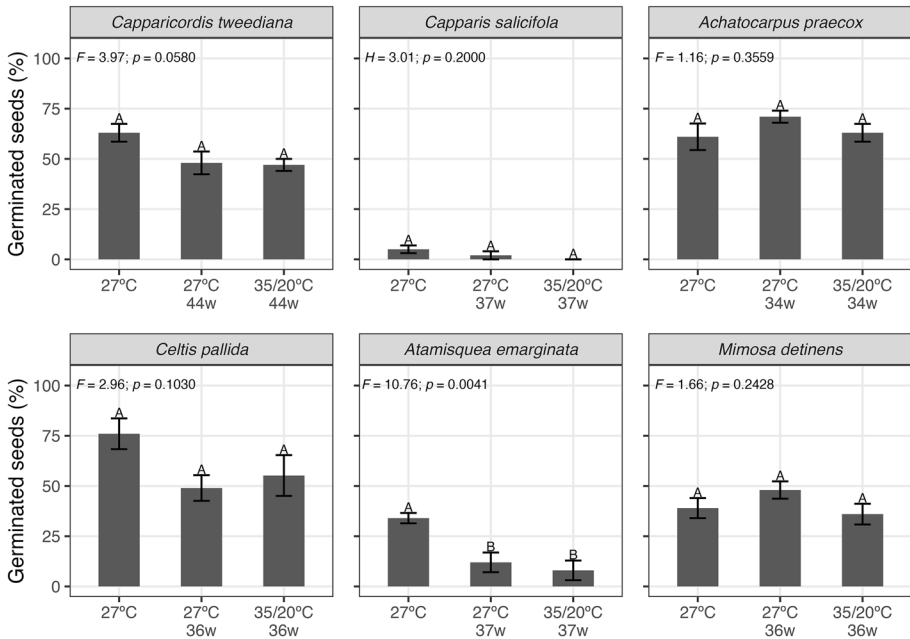 Capparicordis tweediana
Capparis salicifola
Achatocarpus praecox
Germinated seeds (%)
100
75
50
25
0
F = 3.97; p = 0.0580
A
A
A
27ºC
27ºC
44w
35/20ºC
44w
H = 3.01; p = 0.2000
A
A
A
27ºC
27ºC
37w
35/20ºC
37w
F = 1.16; p = 0.3559
A
A
A
27ºC
27ºC
34w
35/20ºC
34w
Celtis pallida
Atamisquea emarginata
Mimosa detinens
Germinated seeds (%)
100
75
50
25
0
F = 2.96; p = 0.1030
A
A
A
27ºC
27ºC
36w
35/20ºC
36w
F = 10.76; p = 0.0041
A
B
B
27ºC
27ºC
37w
35/20ºC
37w
F = 1.66; p = 0.2428
A
A
A
27ºC
27ºC
36w
35/20ºC
36w